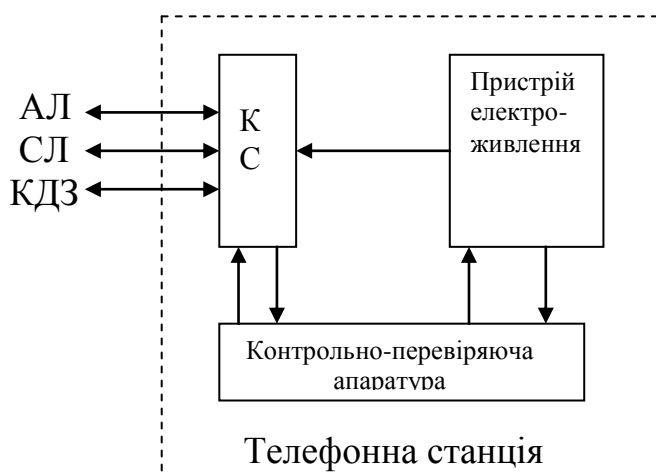 АЛ
СЛ
КДЗ
К
С
Пристрій
електро-
живлення
Контрольно-перевіряюча
апаратура
Телефонна станція